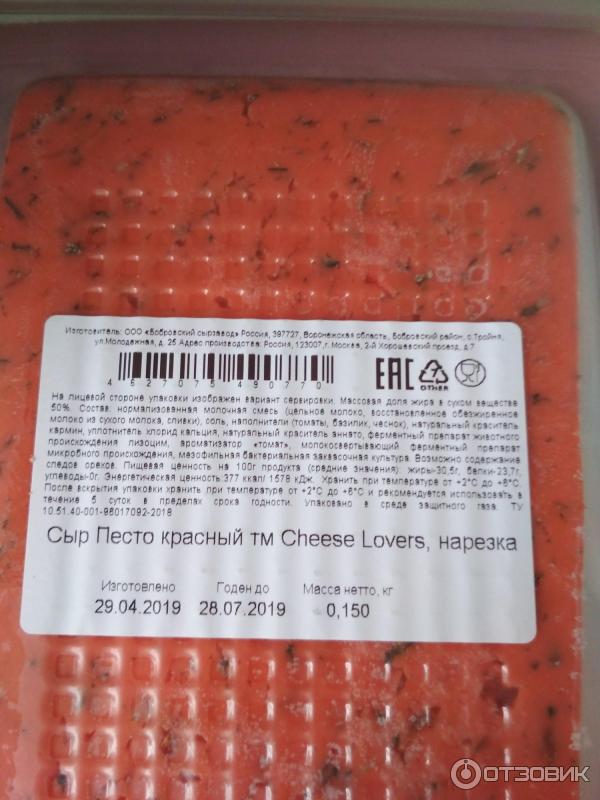 Изготовитель: ООО «Бобровский сырзавод» Россия, 397727, Воронежская область, Бобровский район, с.Тройня,
ул.Молодежная, д. 25 Адрес производства: Россия, 123007, г. Москва, 2-й Хорошевский проезд, д.7
4 627075 490770
EAC
OTHER
На лицевой стороне упаковки изображен вариант сервировки. Массовая доля жира в сухом веществе
50%. Состав: нормализованная молочная смесь (цельное молоко, восстановленное обезжиренное
молоко из сухого молока, сливки), соль, наполнители (томаты, базилик, чеснок), натуральный краситель
кармин, уплотнитель хлорид кальция, натуральный краситель аннато, ферментный препарат животного
происхождения лизоцим, ароматизатор «томат», молокосвертывающий ферментный препарат
микробного происхождения, мезофильная бактериальная заквасочная культура. Возможно содержание
следов орехов. Пищевая ценность на 100г продукта (средние значения): жиры-30,5г, белки-23,7г,
углеводы-0г. Энергетическая ценность 377 ккал/ 1578 кДж. Хранить при температуре от +2°С до +6°С.
После вскрытия упаковки хранить при температуре от +2°С до +6°С и рекомендуется использовать в
течение 5 суток в пределах срока годности. Упаковано в среде защитного газа. ТУ
10.51.40-001-98017092-2018
Сыр Песто красный тм Cheese Lovers, нарезка
Изготовлено Годен до Масса нетто, кг
29.04.2019 28.07.2019 0,150
ОТЗОВИК